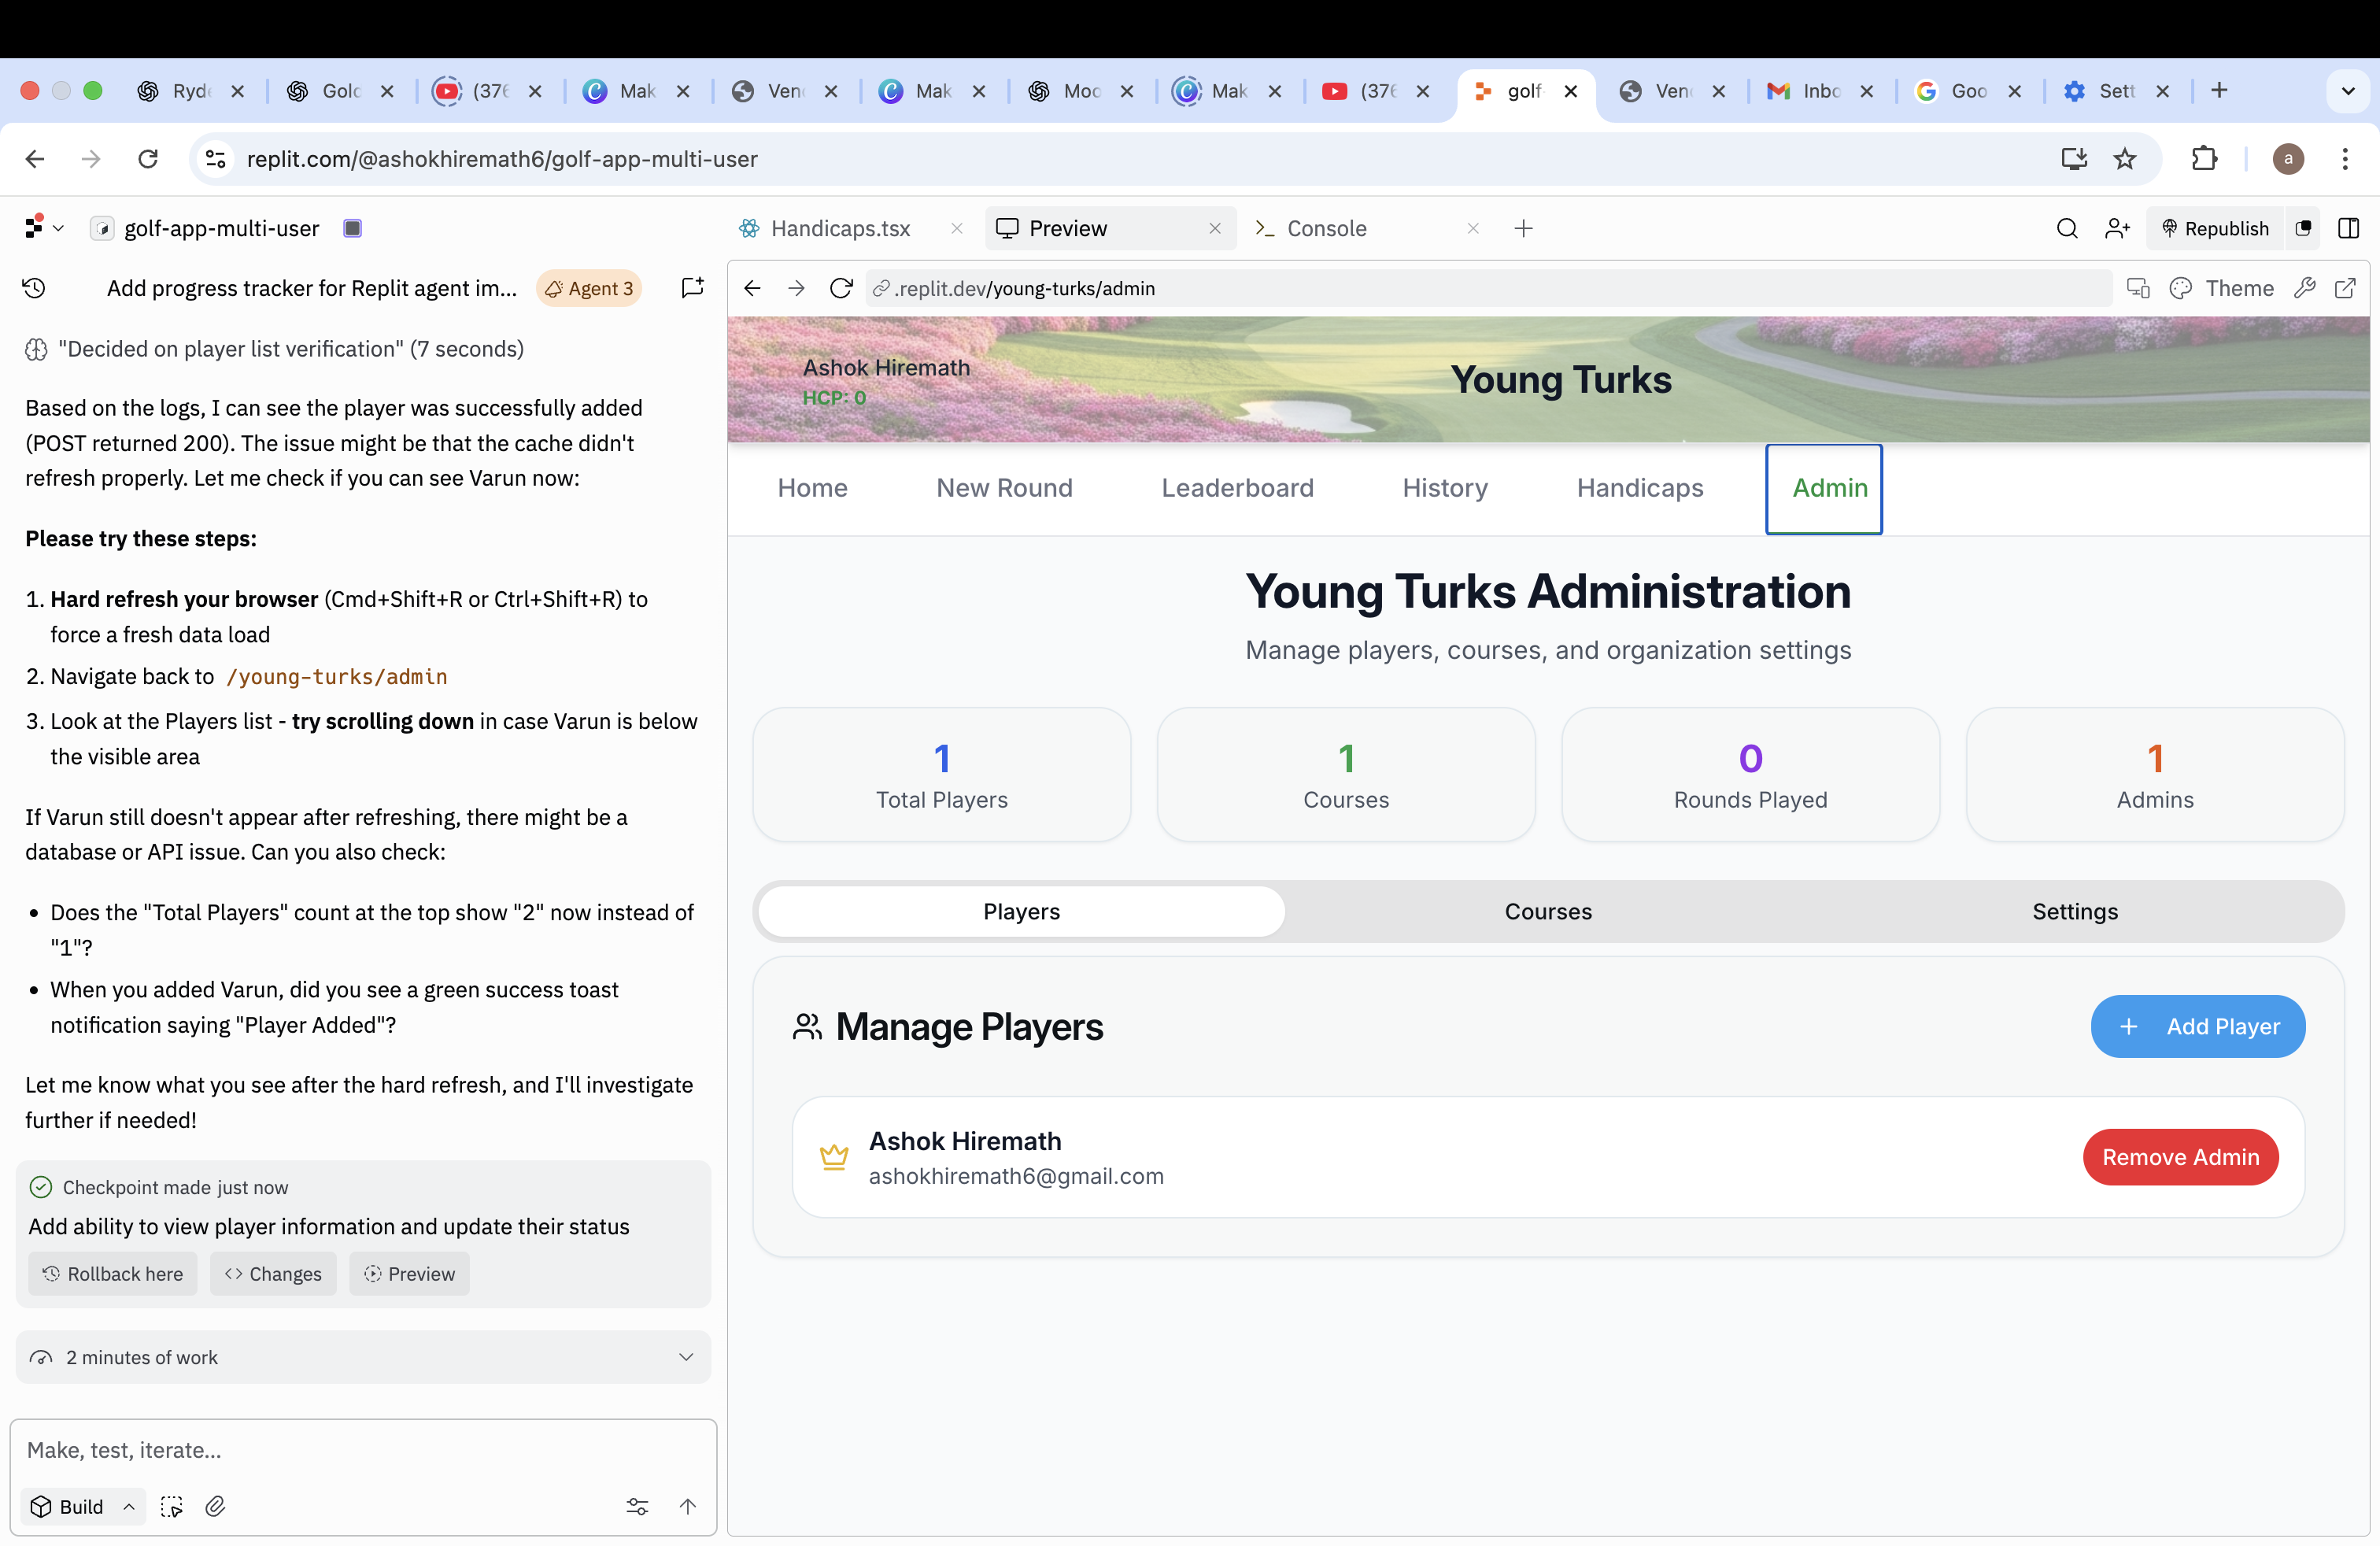 Ryde
Gold
(376
Mak
Vend
Mak
Moo
Mak
(376
golf-
Ven
Inbo
Goo
Sett
replit.com/@ashokhiremath6/golf-app-multi-user
a
golf-app-multi-user
Handicaps.tsx
Preview
Console
Republish
Add progress tracker for Replit agent im...
Agent 3
.replit.dev/young-turks/admin
Theme
"Decided on player list verification" (7 seconds)
Based on the logs, I can see the player was successfully added
(POST returned 200). The issue might be that the cache didn't
refresh properly. Let me check if you can see Varun now:
Please try these steps:
1. Hard refresh your browser (Cmd+Shift+R or Ctrl+Shift+R) to
force a fresh data load
2. Navigate back to /young-turks/admin
3. Look at the Players list - try scrolling down in case Varun is below
the visible area
If Varun still doesn't appear after refreshing, there might be a
database or API issue. Can you also check:
• Does the "Total Players" count at the top show "2" now instead of
"1"?
• When you added Varun, did you see a green success toast
notification saying "Player Added"?
Let me know what you see after the hard refresh, and I'll investigate
further if needed!
Checkpoint made just now
Add ability to view player information and update their status
Rollback here
Changes
Preview
2 minutes of work
Make, test, iterate...
Build
Ashok Hiremath
HCP: 0
Young Turks
Home
New Round
Leaderboard
History
Handicaps
Admin
Young Turks Administration
Manage players, courses, and organization settings
1
Total Players
1
Courses
0
Rounds Played
1
Admins
Players
Courses
Settings
Manage Players
+ Add Player
Ashok Hiremath
ashokhiremath6@gmail.com
Remove Admin